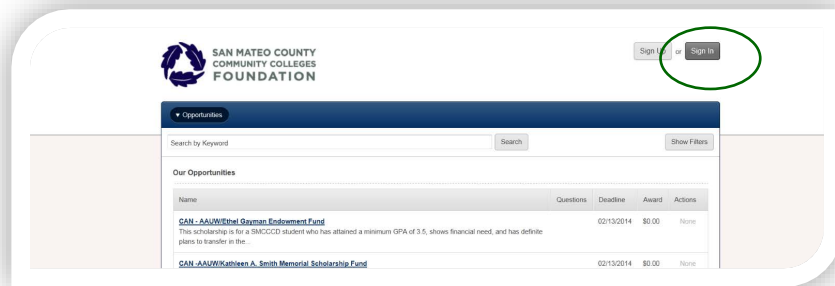 SAN MATEO COUNTY
COMMUNITY COLLEGES
FOUNDATION
Sign Up or Sign In
▾ Opportunities
Search by Keyword Search Show Filters
Our Opportunities
Name Questions Deadline Award Actions
CAN - AAUW/Ethel Gayman Endowment Fund 02/13/2014 $0.00 None
This scholarship is for a SMCCCD student who has attained a minimum GPA of 3.5, shows financial need, and has definite
plans to transfer in the...
CAN -AAUW/Kathleen A. Smith Memorial Scholarship Fund 02/13/2014 $0.00 None